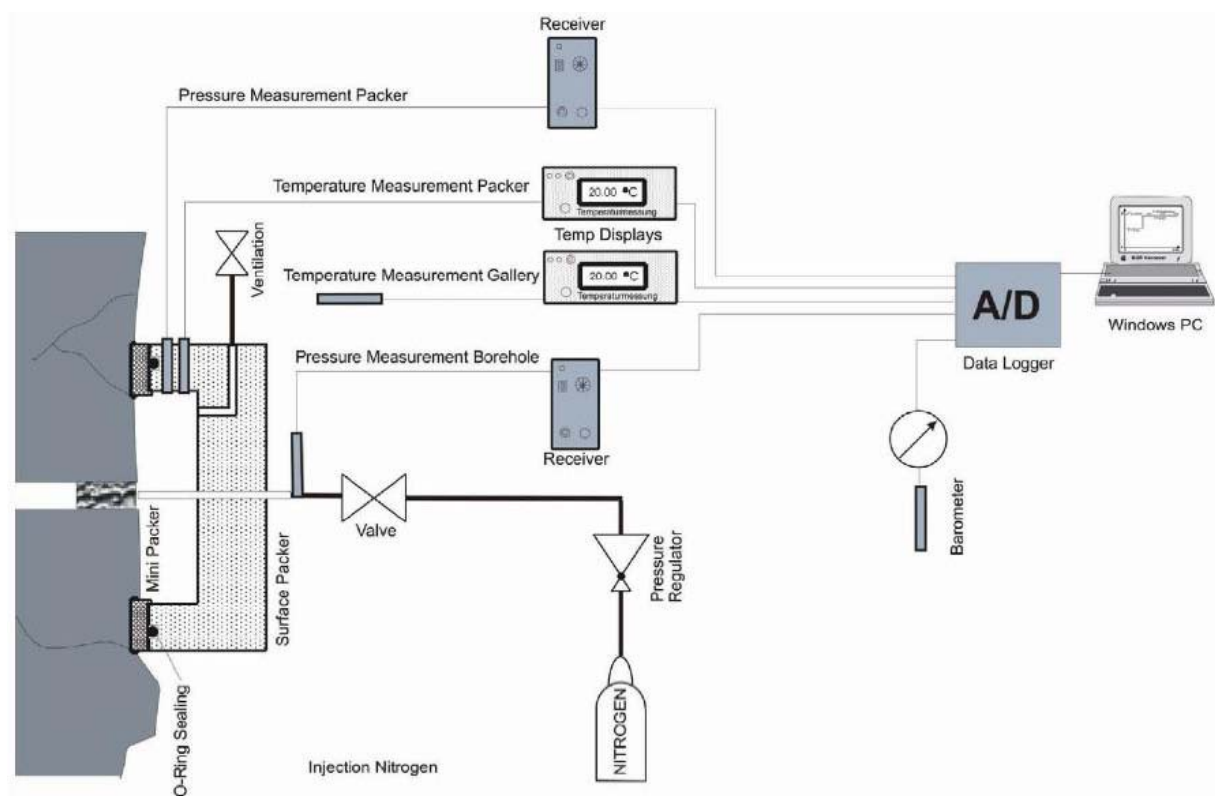 Receiver
Pressure Measurement Packer
Temperature Measurement Packer
20.00 °C
Temperaturmessung
Temp Displays
Ventilation
Temperature Measurement Gallery
20.00 °C
Temperaturmessung
A/D
Windows PC
Data Logger
Pressure Measurement Borehole
Receiver
Valve
Mini Packer
Surface Packer
Pressure
Regulator
Barometer
O-Ring Sealing
NITROGEN
Injection Nitrogen